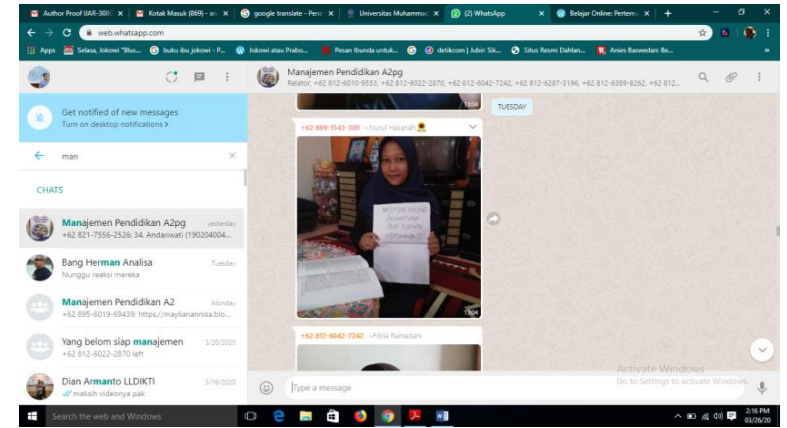 Author Proof IJAR-300
Kotak Masuk (869) - an
google translate - Pene
Universitas Muhamma
(2) WhatsApp
Belajar Online: Pertemu
web.whatsapp.com
Apps
Selasa, Jokowi "Blus...
buku ibu jokowi - P...
Jokowi atau Prabo...
Pesan Ibunda untuk...
detikcom | Jubir: Sik...
Situs Resmi Dahlan...
Anies Baswedan: Be...
Manajemen Pendidikan A2pg
Relator, +62 812-6010-9553, +62 812-6022-2870, +62 812-6042-7242, +62 812-6287-3196, +62 812-6389-8262, +62 812...
Get notified of new messages
Turn on desktop notifications >
man
CHATS
Manajemen Pendidikan A2pg
yesterday
+62 821-7556-2526: 34. Andariwati (190204004...
Bang Herman Analisa
Tuesday
Nunggu reaksi mereka
Manajemen Pendidikan A2
Monday
+62 895-6019-69439: https://maylianannisa.blo...
Yang belom siap manajemen
3/20/2020
+62 812-6022-2870 left
Dian Armanto LLDIKTI
3/16/2020
maksih videonya pak
13:04
TUESDAY
+62 899-1543-300 ~Nurul Hasanah
13:04
+62 812-6042-7242 ~Fitria Ramadani
Type a message
Activate Windows
Go to Settings to activate Windows.
Search the web and Windows
2:16 PM
03/26/20